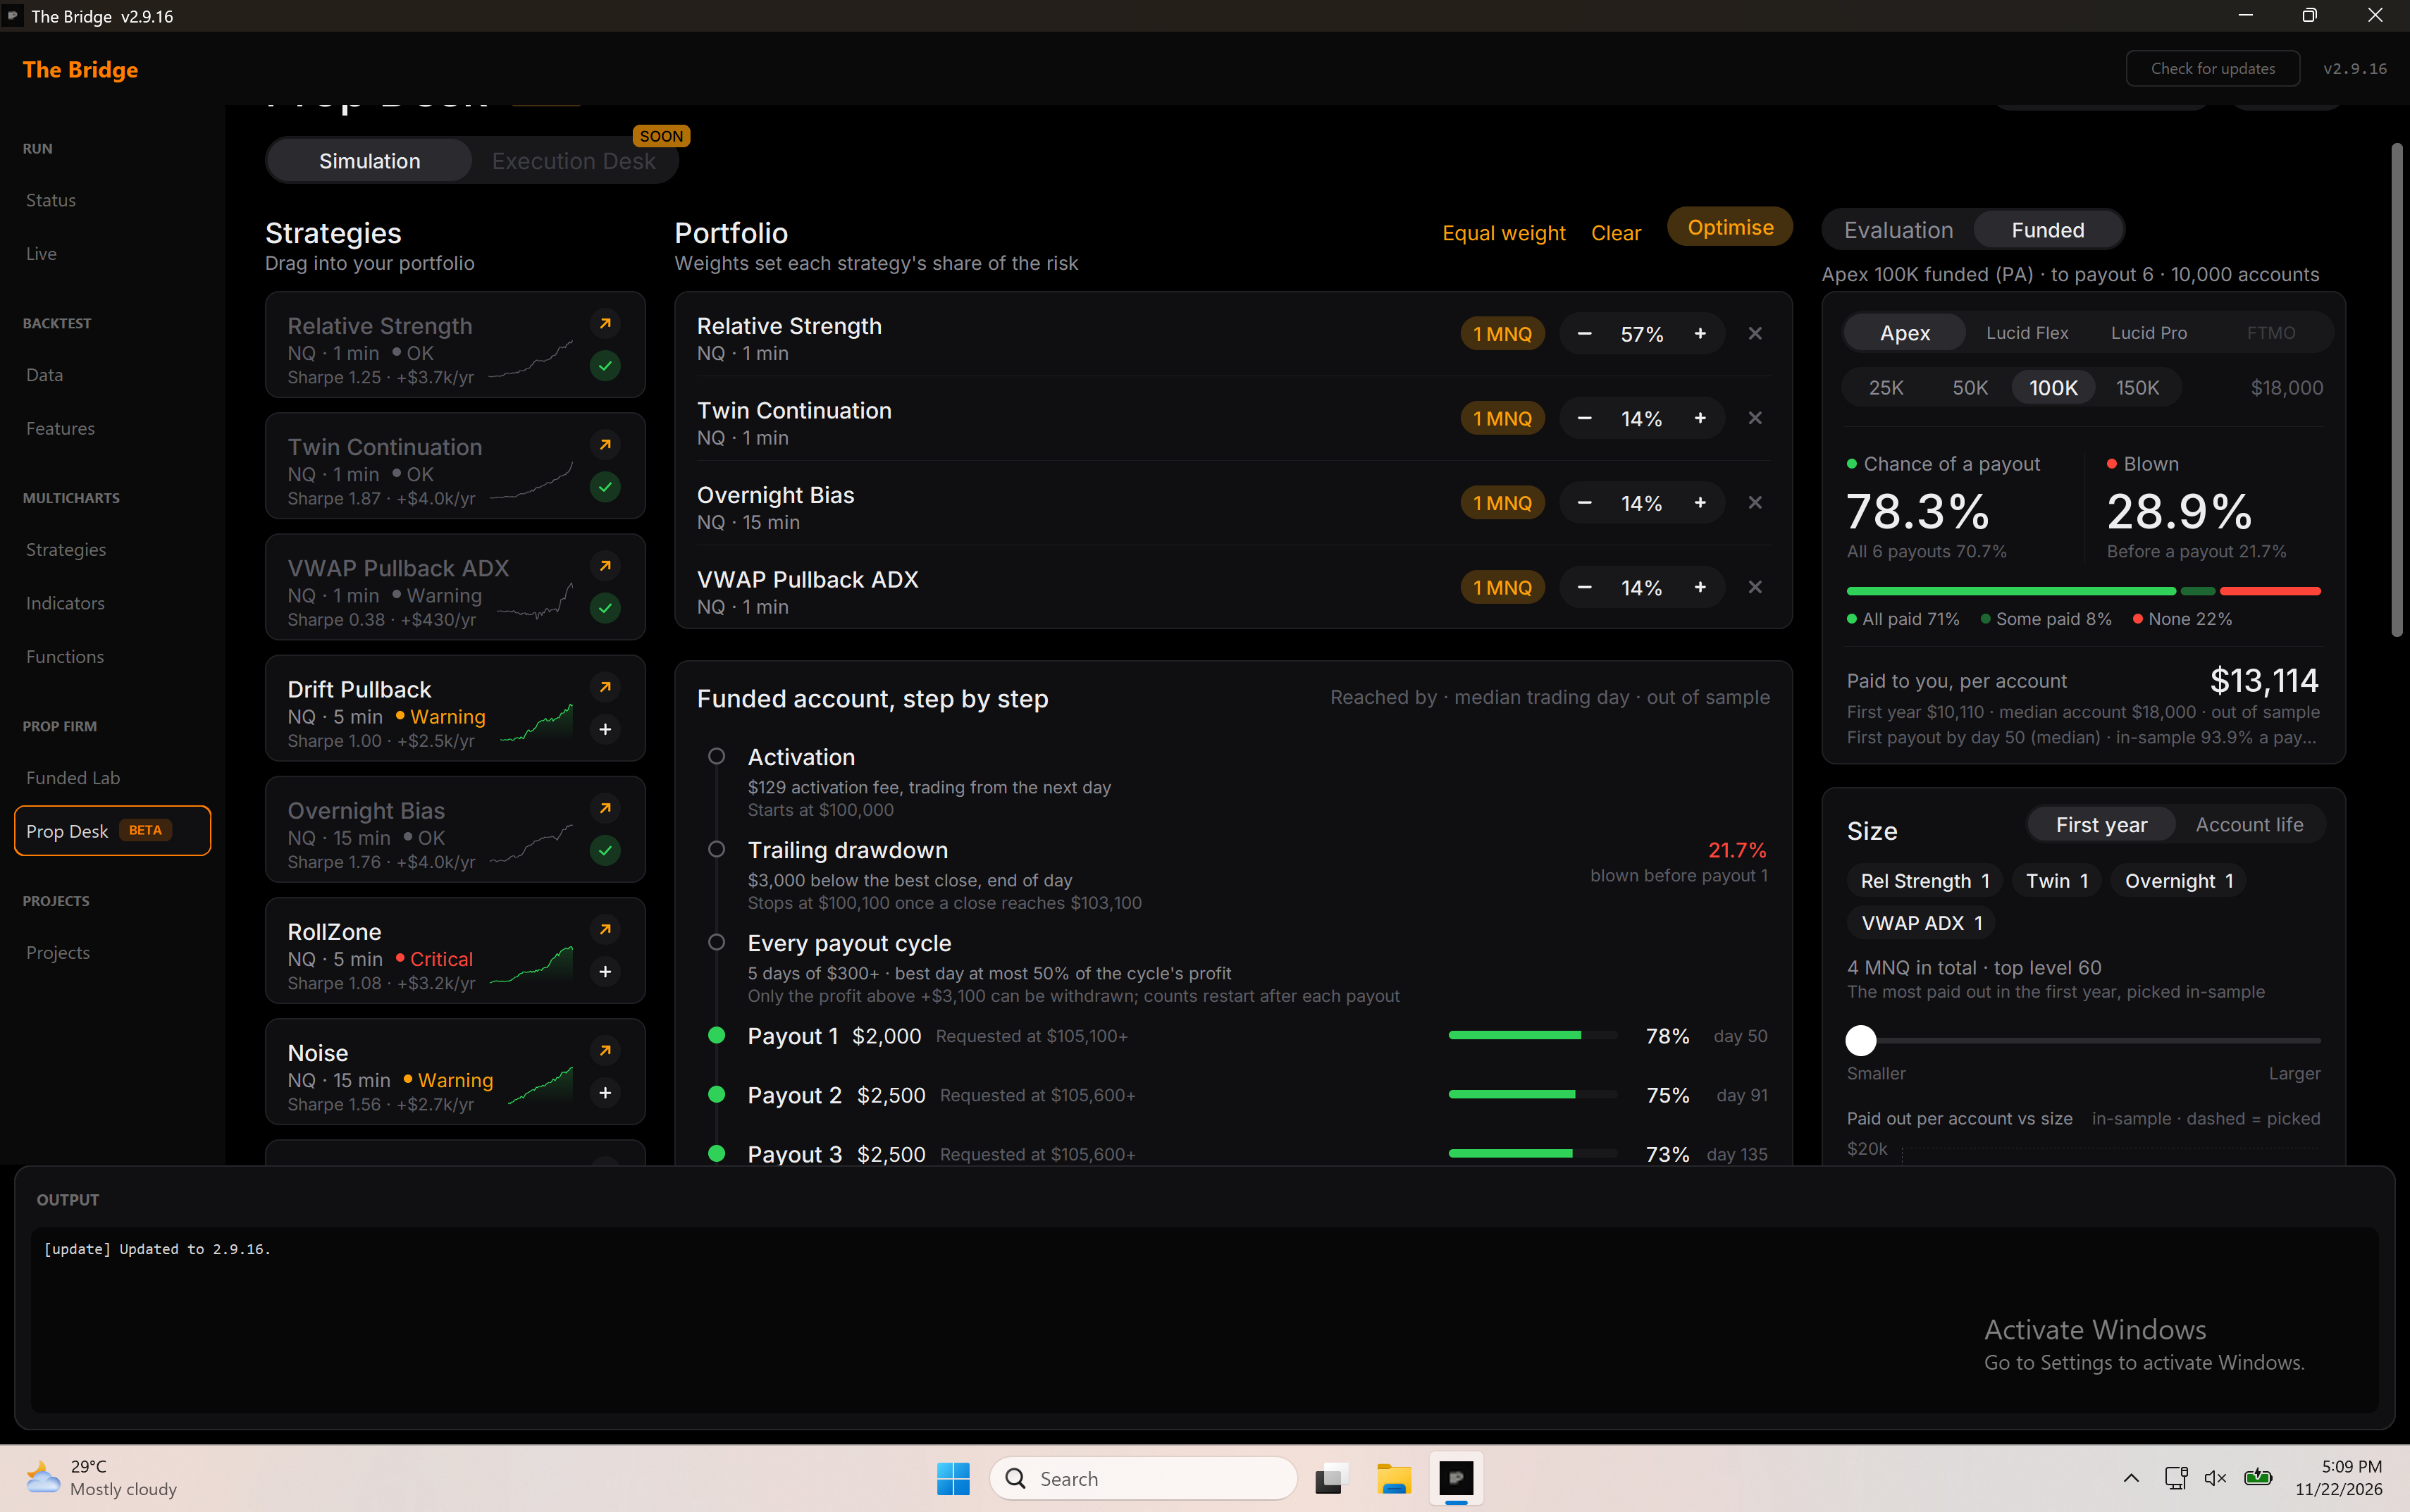 The Bridge v2.9.16
The Bridge
Check for updates
v2.9.16
RUN
Status
Live
BACKTEST
Data
Features
MULTICHARTS
Strategies
Indicators
Functions
PROP FIRM
Funded Lab
Prop Desk BETA
PROJECTS
Projects
Prop Desk
Simulation
Execution Desk
SOON
Strategies
Drag into your portfolio
Relative Strength
NQ · 1 min OK
Sharpe 1.25 · +$3.7k/yr
Twin Continuation
NQ · 1 min OK
Sharpe 1.87 · +$4.0k/yr
VWAP Pullback ADX
NQ · 1 min Warning
Sharpe 0.38 · +$430/yr
Drift Pullback
NQ · 5 min Warning
Sharpe 1.00 · +$2.5k/yr
Overnight Bias
NQ · 15 min OK
Sharpe 1.76 · +$4.0k/yr
RollZone
NQ · 5 min Critical
Sharpe 1.08 · +$3.2k/yr
Noise
NQ · 15 min Warning
Sharpe 1.56 · +$2.7k/yr
Portfolio
Weights set each strategy's share of the risk
Equal weight
Clear
Optimise
Relative Strength
NQ · 1 min
1 MNQ
− 57% +
Twin Continuation
NQ · 1 min
1 MNQ
− 14% +
Overnight Bias
NQ · 15 min
1 MNQ
− 14% +
VWAP Pullback ADX
NQ · 1 min
1 MNQ
− 14% +
Funded account, step by step
Reached by · median trading day · out of sample
Activation
$129 activation fee, trading from the next day
Starts at $100,000
Trailing drawdown
$3,000 below the best close, end of day
Stops at $100,100 once a close reaches $103,100
21.7%
blown before payout 1
Every payout cycle
5 days of $300+ · best day at most 50% of the cycle's profit
Only the profit above +$3,100 can be withdrawn; counts restart after each payout
Payout 1 $2,000 Requested at $105,100+ 78% day 50
Payout 2 $2,500 Requested at $105,600+ 75% day 91
Payout 3 $2,500 Requested at $105,600+ 73% day 135
Evaluation
Funded
Apex 100K funded (PA) · to payout 6 · 10,000 accounts
Apex Lucid Flex Lucid Pro FTMO
25K 50K 100K 150K $18,000
Chance of a payout
78.3%
All 6 payouts 70.7%
Blown
28.9%
Before a payout 21.7%
All paid 71% Some paid 8% None 22%
Paid to you, per account $13,114
First year $10,110 · median account $18,000 · out of sample
First payout by day 50 (median) · in-sample 93.9% a pay...
Size
First year
Account life
Rel Strength 1
Twin 1
Overnight 1
VWAP ADX 1
4 MNQ in total · top level 60
The most paid out in the first year, picked in-sample
Smaller
Larger
Paid out per account vs size in-sample · dashed = picked
$20k
OUTPUT
[update] Updated to 2.9.16.
Activate Windows
Go to Settings to activate Windows.
29°C
Mostly cloudy
Search
5:09 PM
11/22/2026